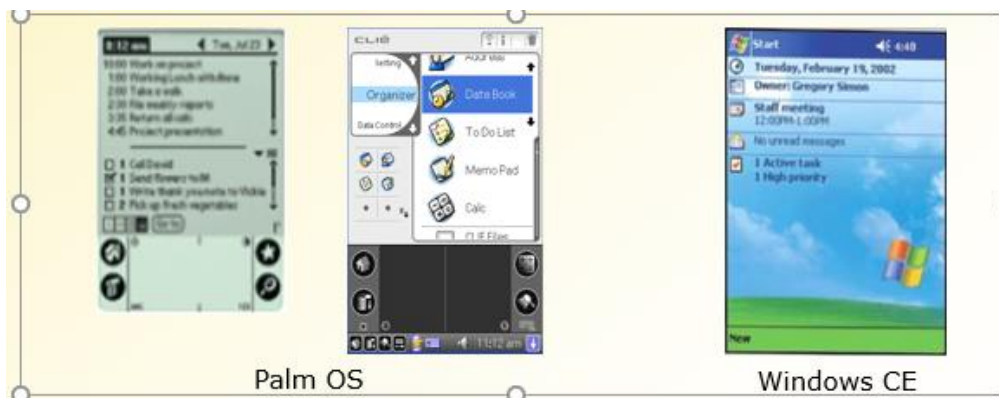 8:12 am Tue, Jul 23
10:00 Work on project
1:00 Working Lunch with Rene
2:00 Take a walk
2:30 File weekly reports
3:35 Return all calls
4:45 Project presentation
1 Call David
1 Send flowers to M
1 Write thank you note to Vickie
2 Pick up fresh vegetables
Go to
CLIÉ
Setting
Organizer
Data Control
Address
Date Book
To Do List
Memo Pad
Calc
CLIE Files
11:12 am
Palm OS
Start 4:40
Tuesday, February 19, 2002
Owner: Gregory Simon
Staff meeting
12:00PM-1:00PM
No unread messages
1 Active task
1 High priority
New
Windows CE